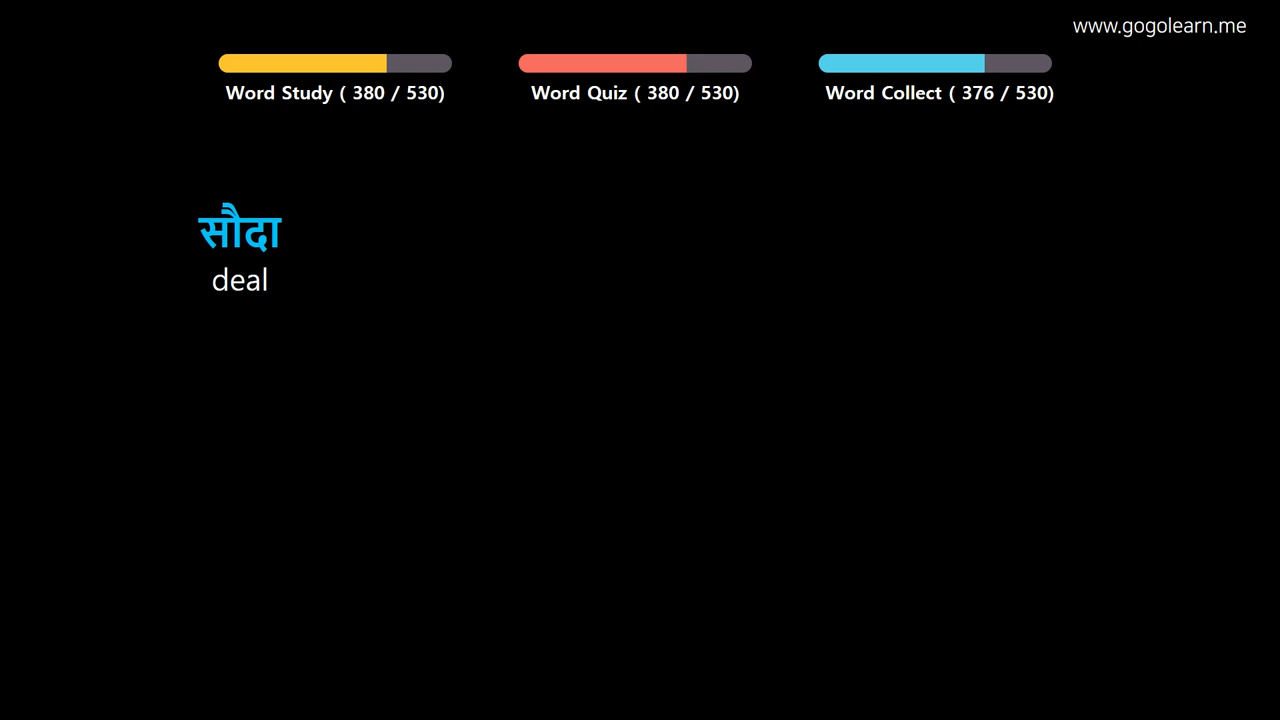 www.gogolearn.me
Word Study ( 380 / 530)
Word Quiz ( 380 / 530)
Word Collect ( 376 / 530)
सौदा
deal